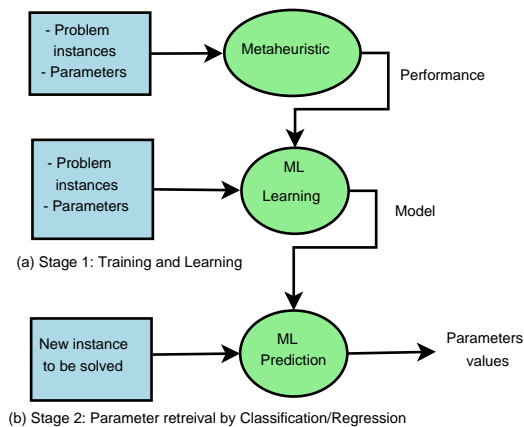 - Problem
instances
- Parameters
Metaheuristic
Performance
- Problem
instances
- Parameters
ML
Learning
Model
(a) Stage 1: Training and Learning
New instance
to be solved
ML
Prediction
Parameters
values
(b) Stage 2: Parameter retreival by Classification/Regression